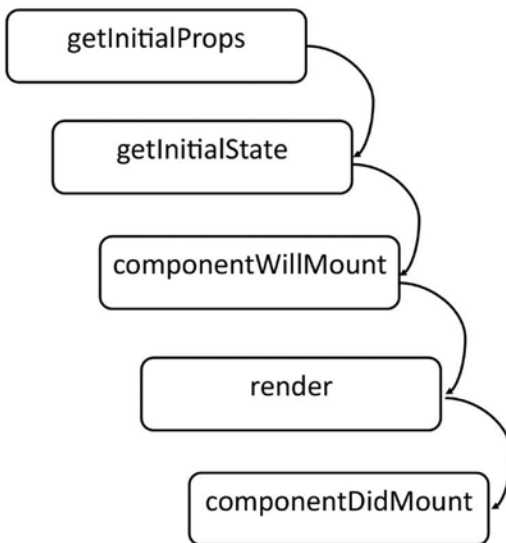 getInitialProps
getInitialState
componentWillMount
render
componentDidMount